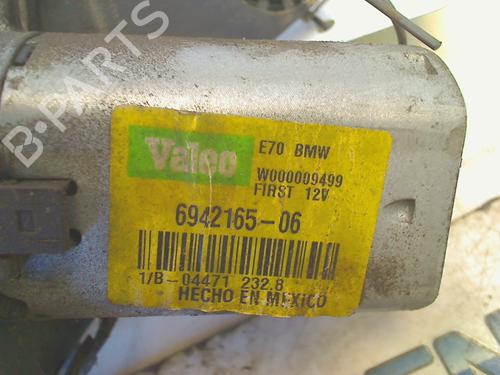 B-PARTS
Valeo
E70 BMW
W000009499
FIRST 12V
6942165-06
1/B-04471 232.8
HECHO EN MEXICO